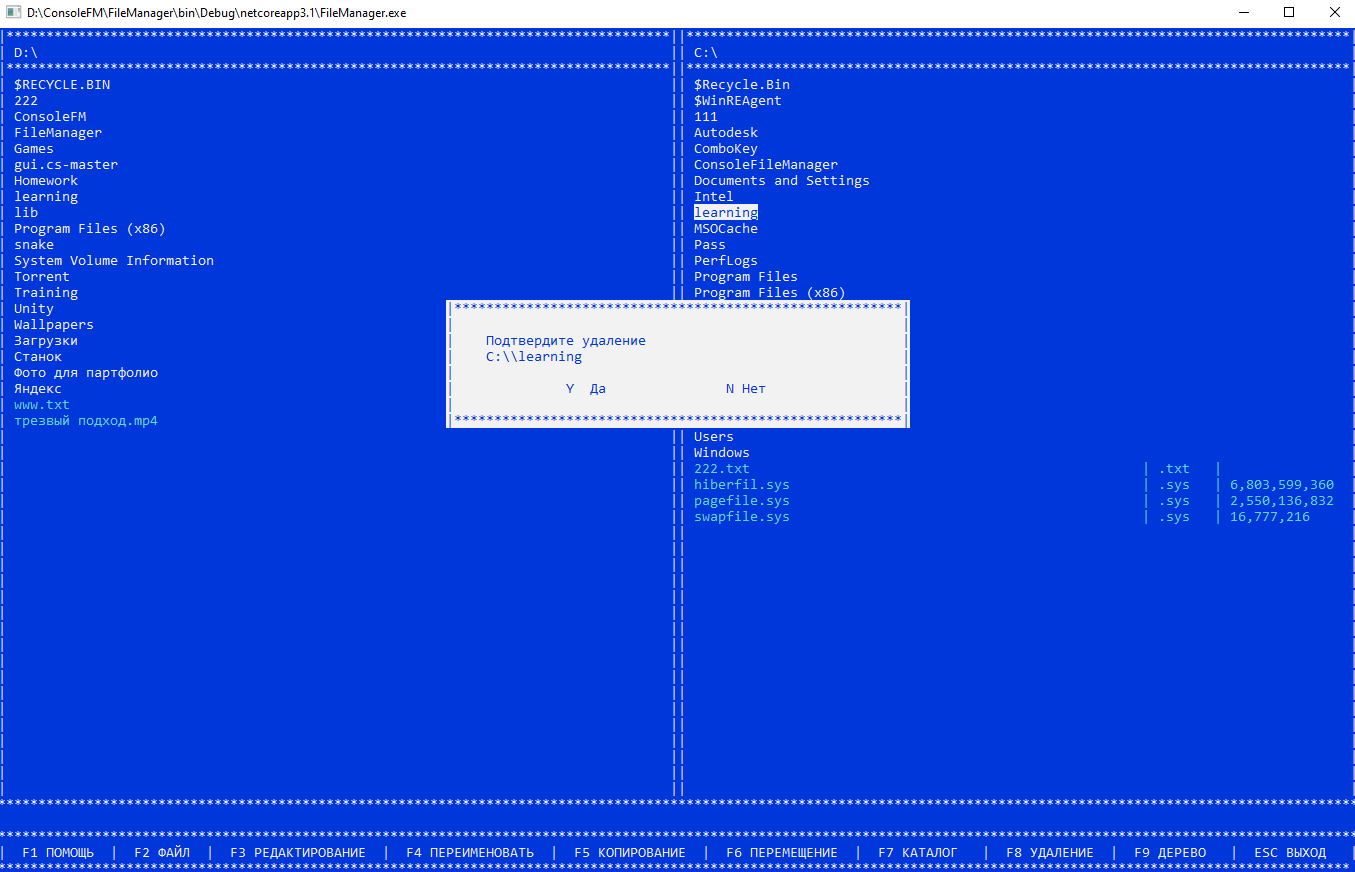 D:\ConsoleFM\FileManager\bin\Debug\netcoreapp3.1\FileManager.exe
D:\
$RECYCLE.BIN
222
ConsoleFM
FileManager
Games
gui.cs-master
Homework
learning
lib
Program Files (x86)
snake
System Volume Information
Torrent
Training
Unity
Wallpapers
Загрузки
Станок
Фото для партфолио
Яндекс
www.txt
трезвый подход.mp4
C:\
$Recycle.Bin
$WinREAgent
111
Autodesk
ComboKey
ConsoleFileManager
Documents and Settings
Intel
learning
MSOCache
Pass
PerfLogs
Program Files
Program Files (x86)
Подтвердите удаление
C:\\learning
Y Да N Нет
Users
Windows
222.txt | .txt |
hiberfil.sys | .sys | 6,803,599,360
pagefile.sys | .sys | 2,550,136,832
swapfile.sys | .sys | 16,777,216
| F1 ПОМОЩЬ | F2 ФАЙЛ | F3 РЕДАКТИРОВАНИЕ | F4 ПЕРЕИМЕНОВАТЬ | F5 КОПИРОВАНИЕ | F6 ПЕРЕМЕЩЕНИЕ | F7 КАТАЛОГ | F8 УДАЛЕНИЕ | F9 ДЕРЕВО | ESC ВЫХОД |